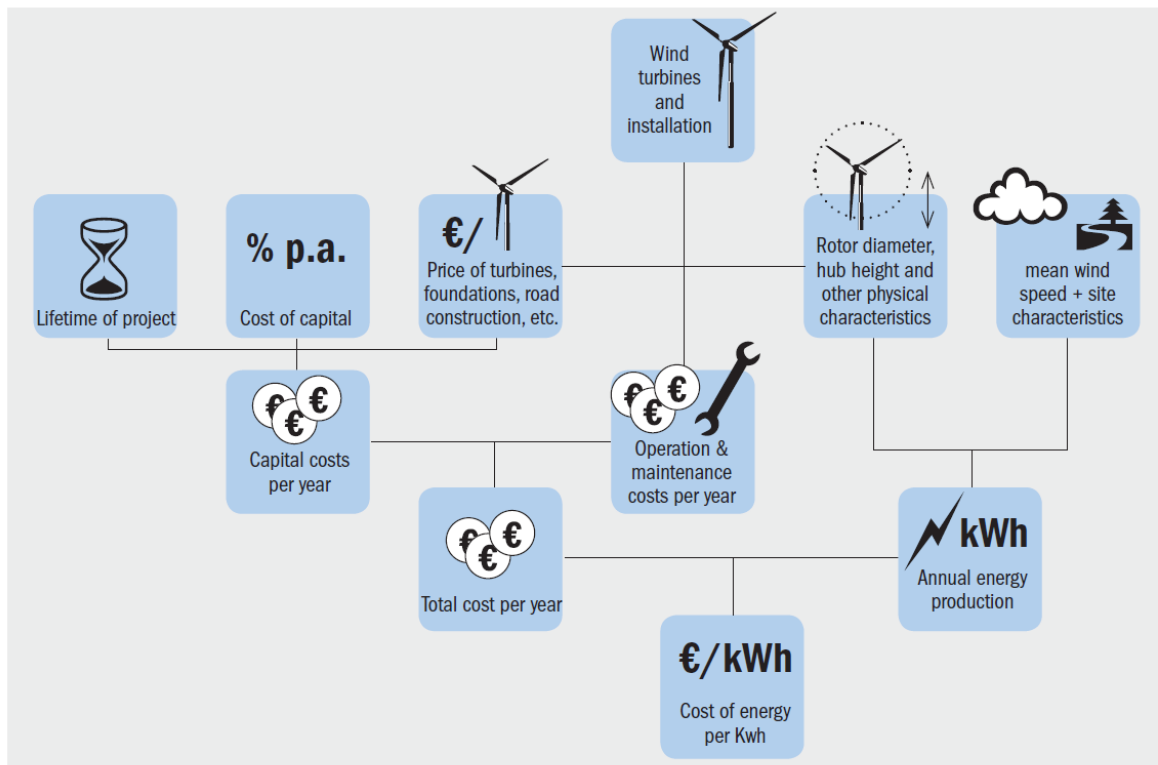 Wind
turbines
and
installation
% p.a.
€/
Lifetime of project
Cost of capital
Price of turbines,
foundations, road
construction, etc.
Rotor diameter,
hub height and
other physical
characteristics
mean wind
speed + site
characteristics
€
€
€
Capital costs
per year
€
€
€
Operation &
maintenance
costs per year
€
€
€
Total cost per year
kWh
Annual energy
production
€/kWh
Cost of energy
per Kwh